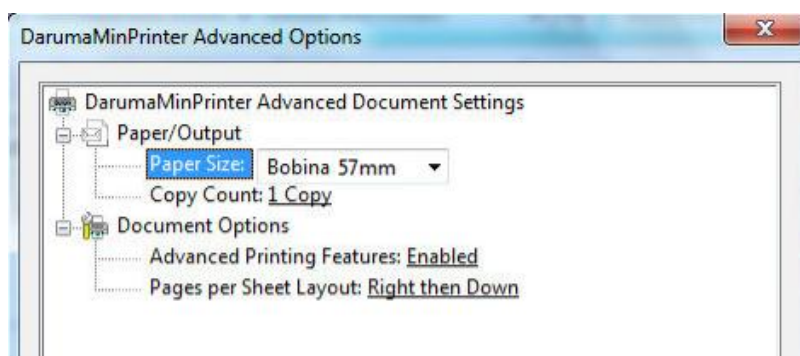 DarumaMinPrinter Advanced Options
DarumaMinPrinter Advanced Document Settings
Paper/Output
Paper Size: Bobina 57mm
Copy Count: 1 Copy
Document Options
Advanced Printing Features: Enabled
Pages per Sheet Layout: Right then Down